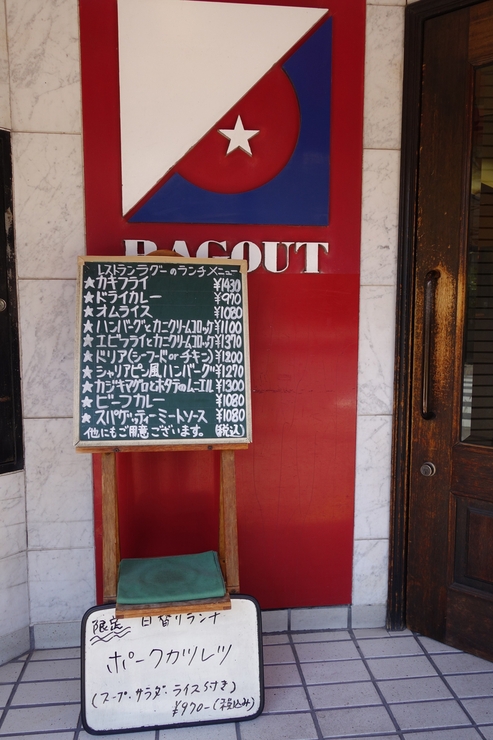 RAGOUT
レストランラグーのランチメニュー
★カキフライ ¥1430
★ドライカレー ¥970
★オムライス ¥1080
★ハンバーグとカニクリームコロッケ ¥1100
★エビフライとカニクリームコロッケ ¥1370
★ドリア(シーフードorチキン) ¥1200
★シャリアピン風ハンバーグ ¥1270
★カジキマグロとホタテのムニエル ¥1300
★ビーフカレー ¥1080
★スパゲッティーミートソース ¥1080
他にもご用意ございます。(税込)
限定 日替りランチ
ポークカツレツ
(スープ・サラダ・ライス付き)
¥970-(税込み)